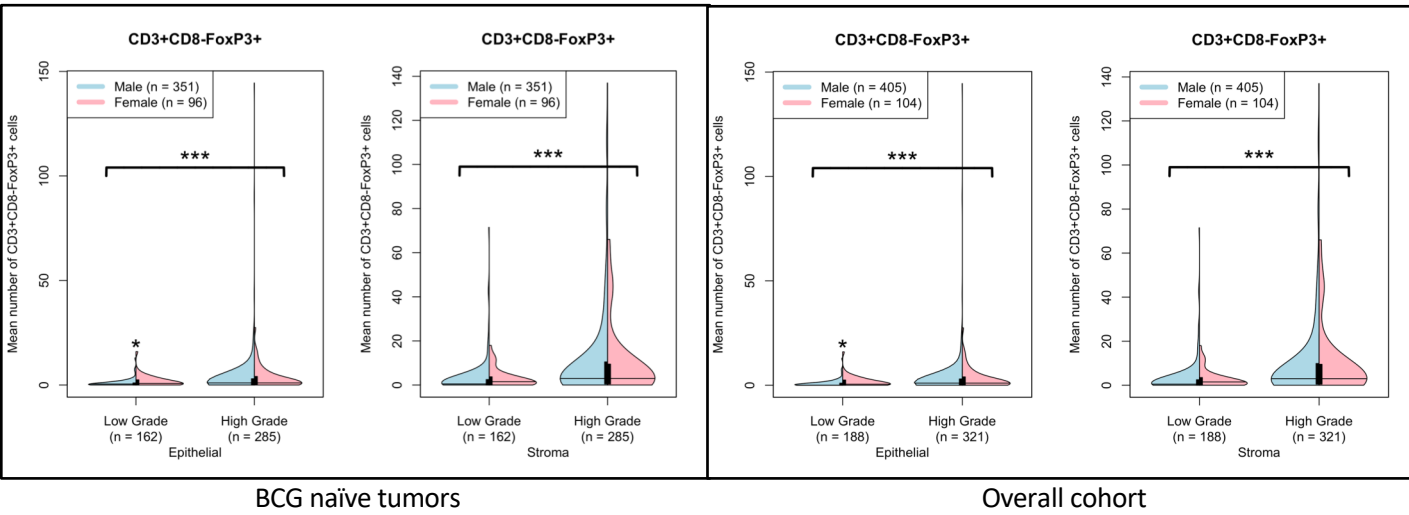 CD3+CD8-FoxP3+
Male (n = 351)
Female (n = 96)
***
*
Mean number of CD3+CD8-FoxP3+ cells
0
50
100
150
Low Grade
(n = 162)
High Grade
(n = 285)
Epithelial
CD3+CD8-FoxP3+
Male (n = 351)
Female (n = 96)
***
Mean number of CD3+CD8-FoxP3+ cells
0
20
40
60
80
100
120
140
Low Grade
(n = 162)
High Grade
(n = 285)
Stroma
BCG naïve tumors
CD3+CD8-FoxP3+
Male (n = 405)
Female (n = 104)
***
*
Mean number of CD3+CD8-FoxP3+ cells
0
50
100
150
Low Grade
(n = 188)
High Grade
(n = 321)
Epithelial
CD3+CD8-FoxP3+
Male (n = 405)
Female (n = 104)
***
Mean number of CD3+CD8-FoxP3+ cells
0
20
40
60
80
100
120
140
Low Grade
(n = 188)
High Grade
(n = 321)
Stroma
Overall cohort